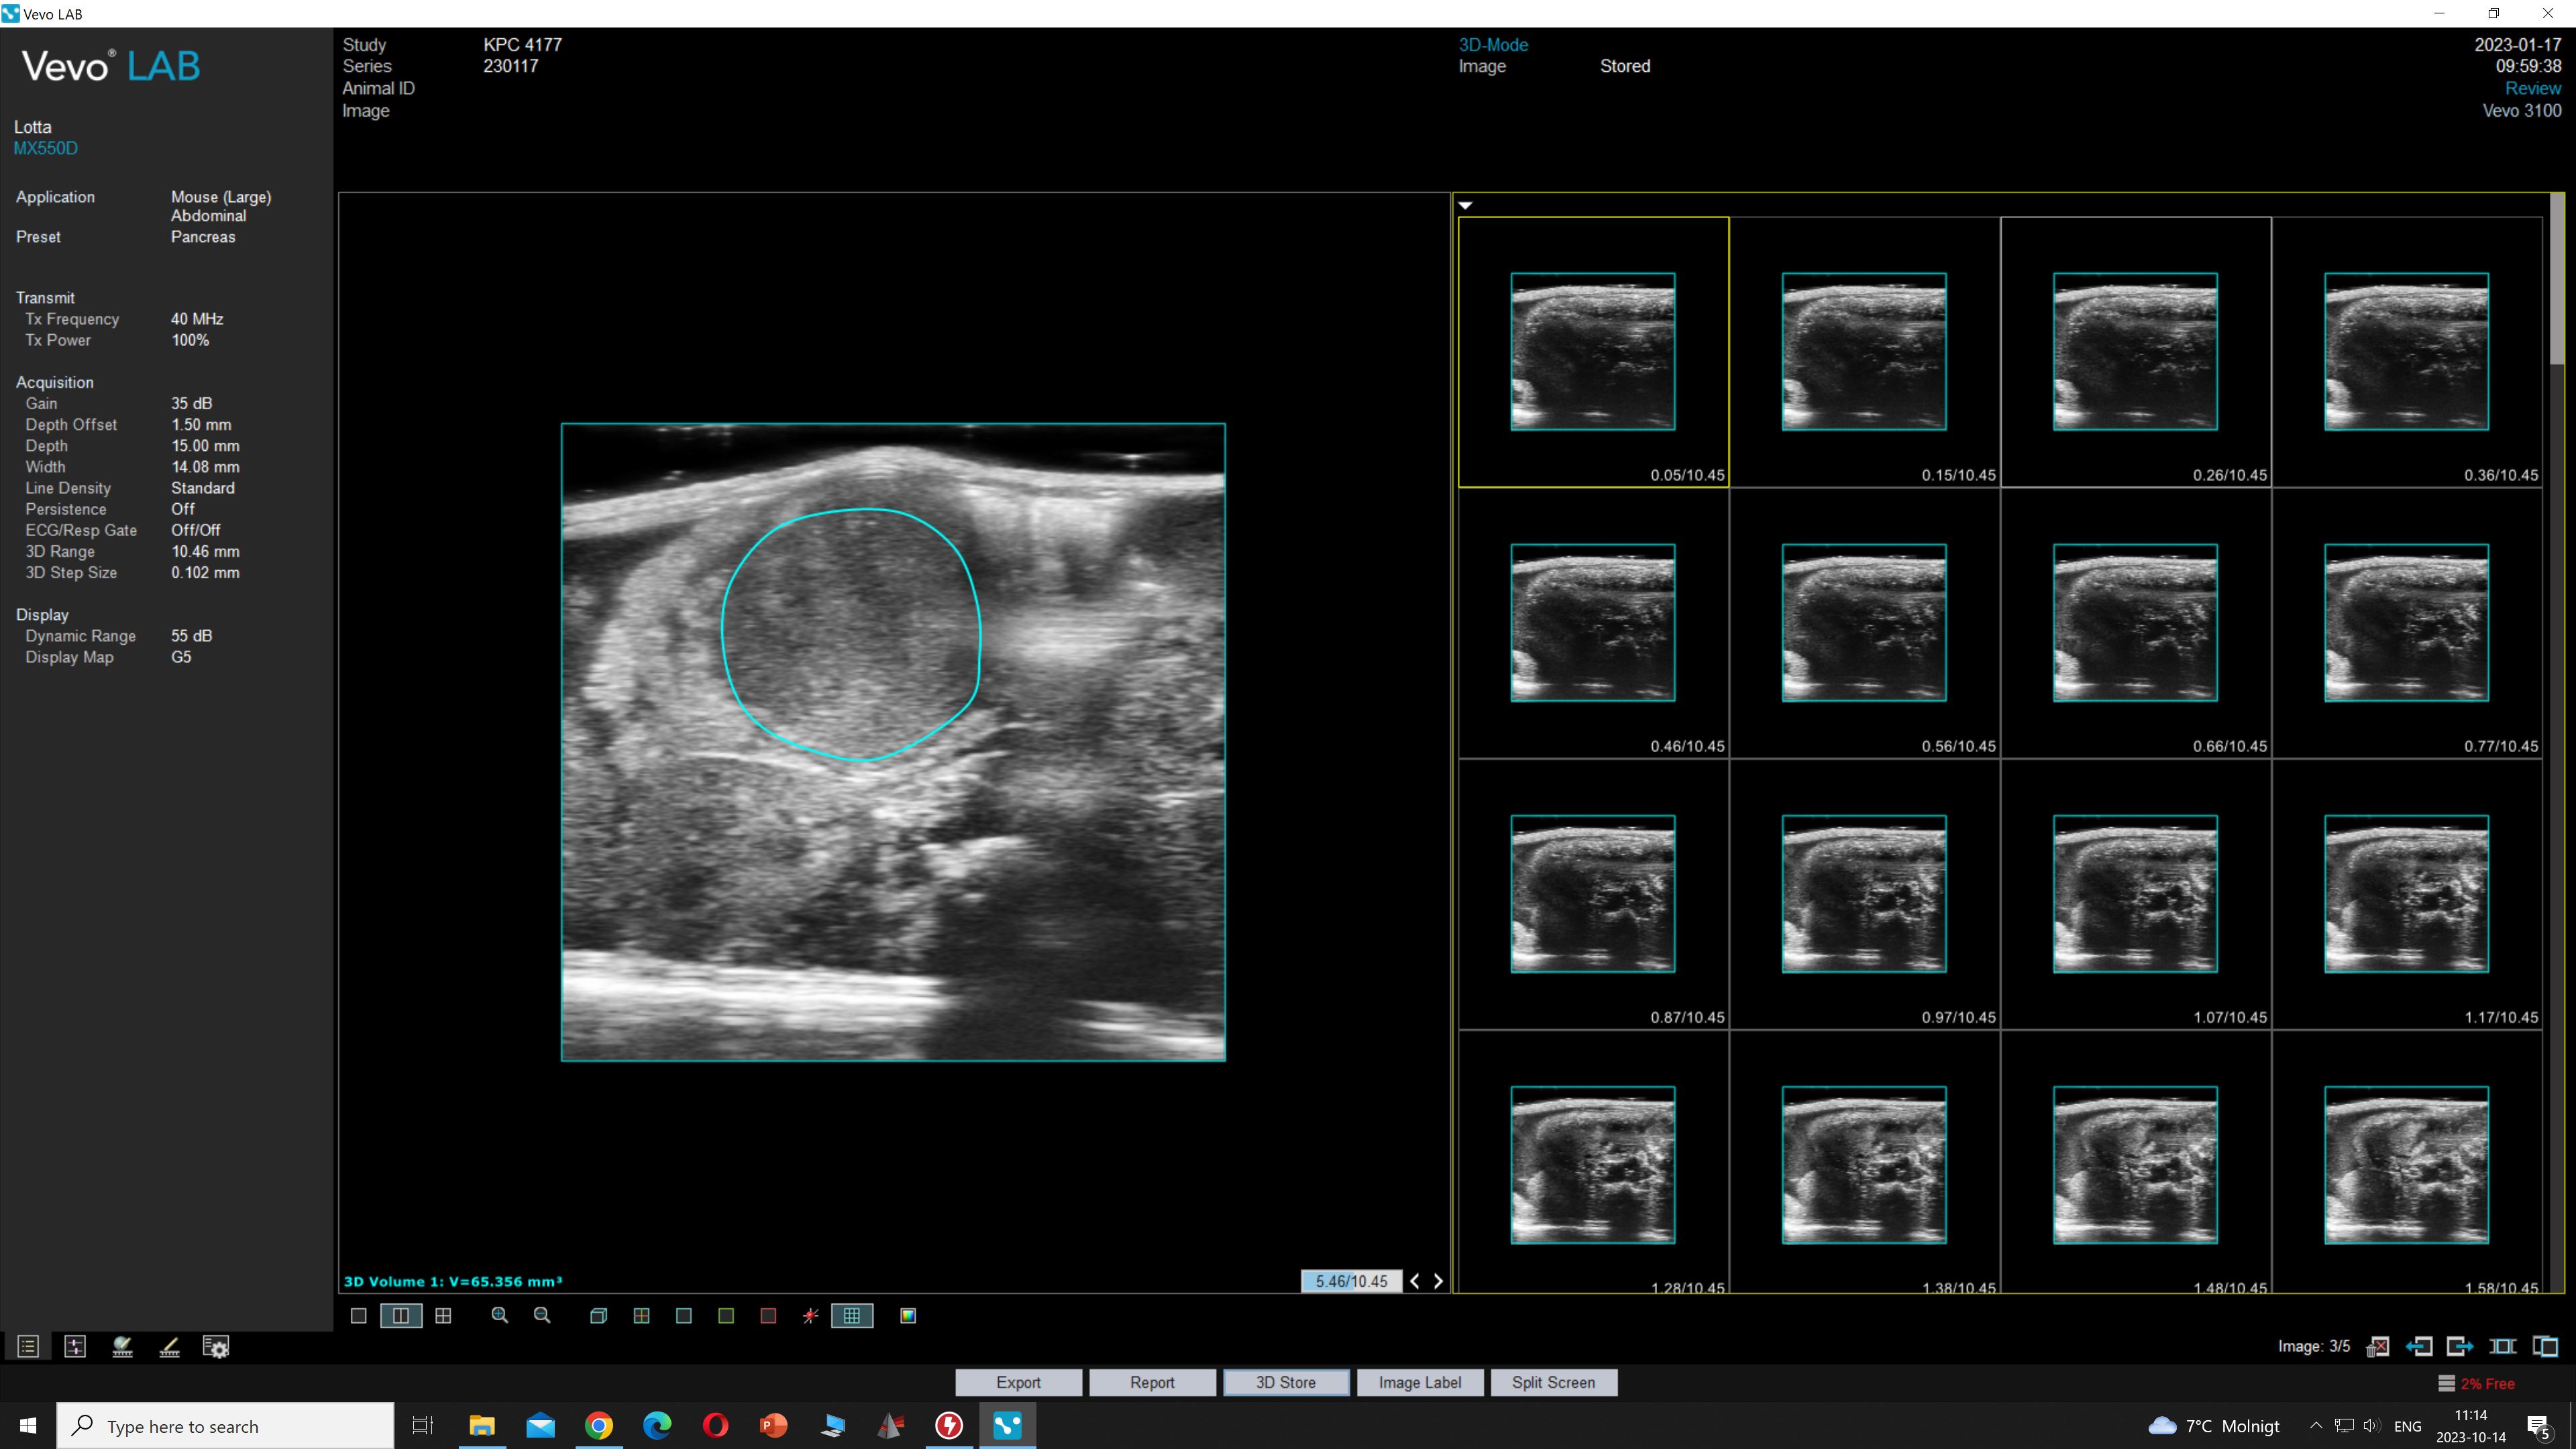 Vevo LAB
Vevo® LAB
Lotta
MX550D
Application Mouse (Large)
Abdominal
Preset Pancreas
Transmit
Tx Frequency 40 MHz
Tx Power 100%
Acquisition
Gain 35 dB
Depth Offset 1.50 mm
Depth 15.00 mm
Width 14.08 mm
Line Density Standard
Persistence Off
ECG/Resp Gate Off/Off
3D Range 10.46 mm
3D Step Size 0.102 mm
Display
Dynamic Range 55 dB
Display Map G5
Study KPC 4177
Series 230117
Animal ID
Image
3D-Mode
Image Stored
2023-01-17
09:59:38
Review
Vevo 3100
0.05/10.45 0.15/10.45 0.26/10.45 0.36/10.45
0.46/10.45 0.56/10.45 0.66/10.45 0.77/10.45
0.87/10.45 0.97/10.45 1.07/10.45 1.17/10.45
1.28/10.45 1.38/10.45 1.48/10.45 1.58/10.45
3D Volume 1: V=65.356 mm³
5.46/10.45
Image: 3/5
Export Report 3D Store Image Label Split Screen
2% Free
Type here to search
7°C Molnigt
ENG
11:14
2023-10-14
5